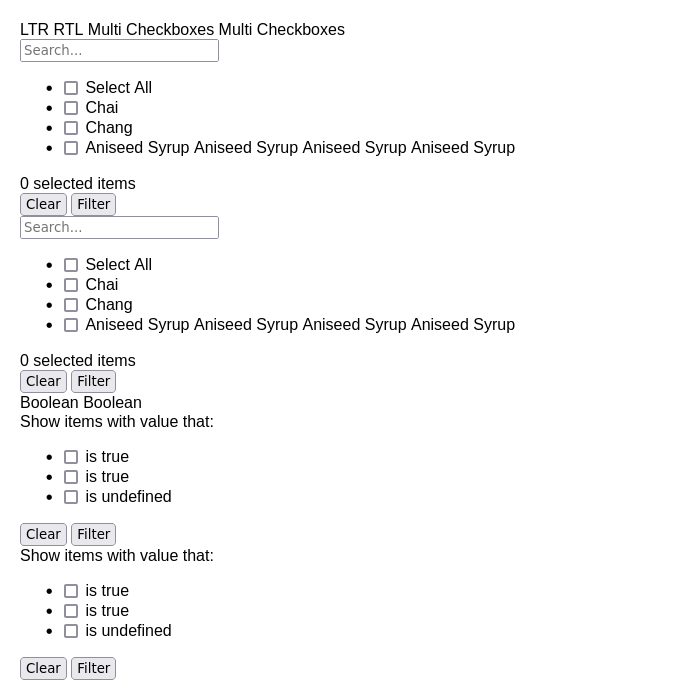 LTR RTL Multi Checkboxes Multi Checkboxes
Search...
Select All
Chai
Chang
Aniseed Syrup Aniseed Syrup Aniseed Syrup Aniseed Syrup
0 selected items
Clear Filter
Search...
Select All
Chai
Chang
Aniseed Syrup Aniseed Syrup Aniseed Syrup Aniseed Syrup
0 selected items
Clear Filter
Boolean Boolean
Show items with value that:
is true
is true
is undefined
Clear Filter
Show items with value that:
is true
is true
is undefined
Clear Filter